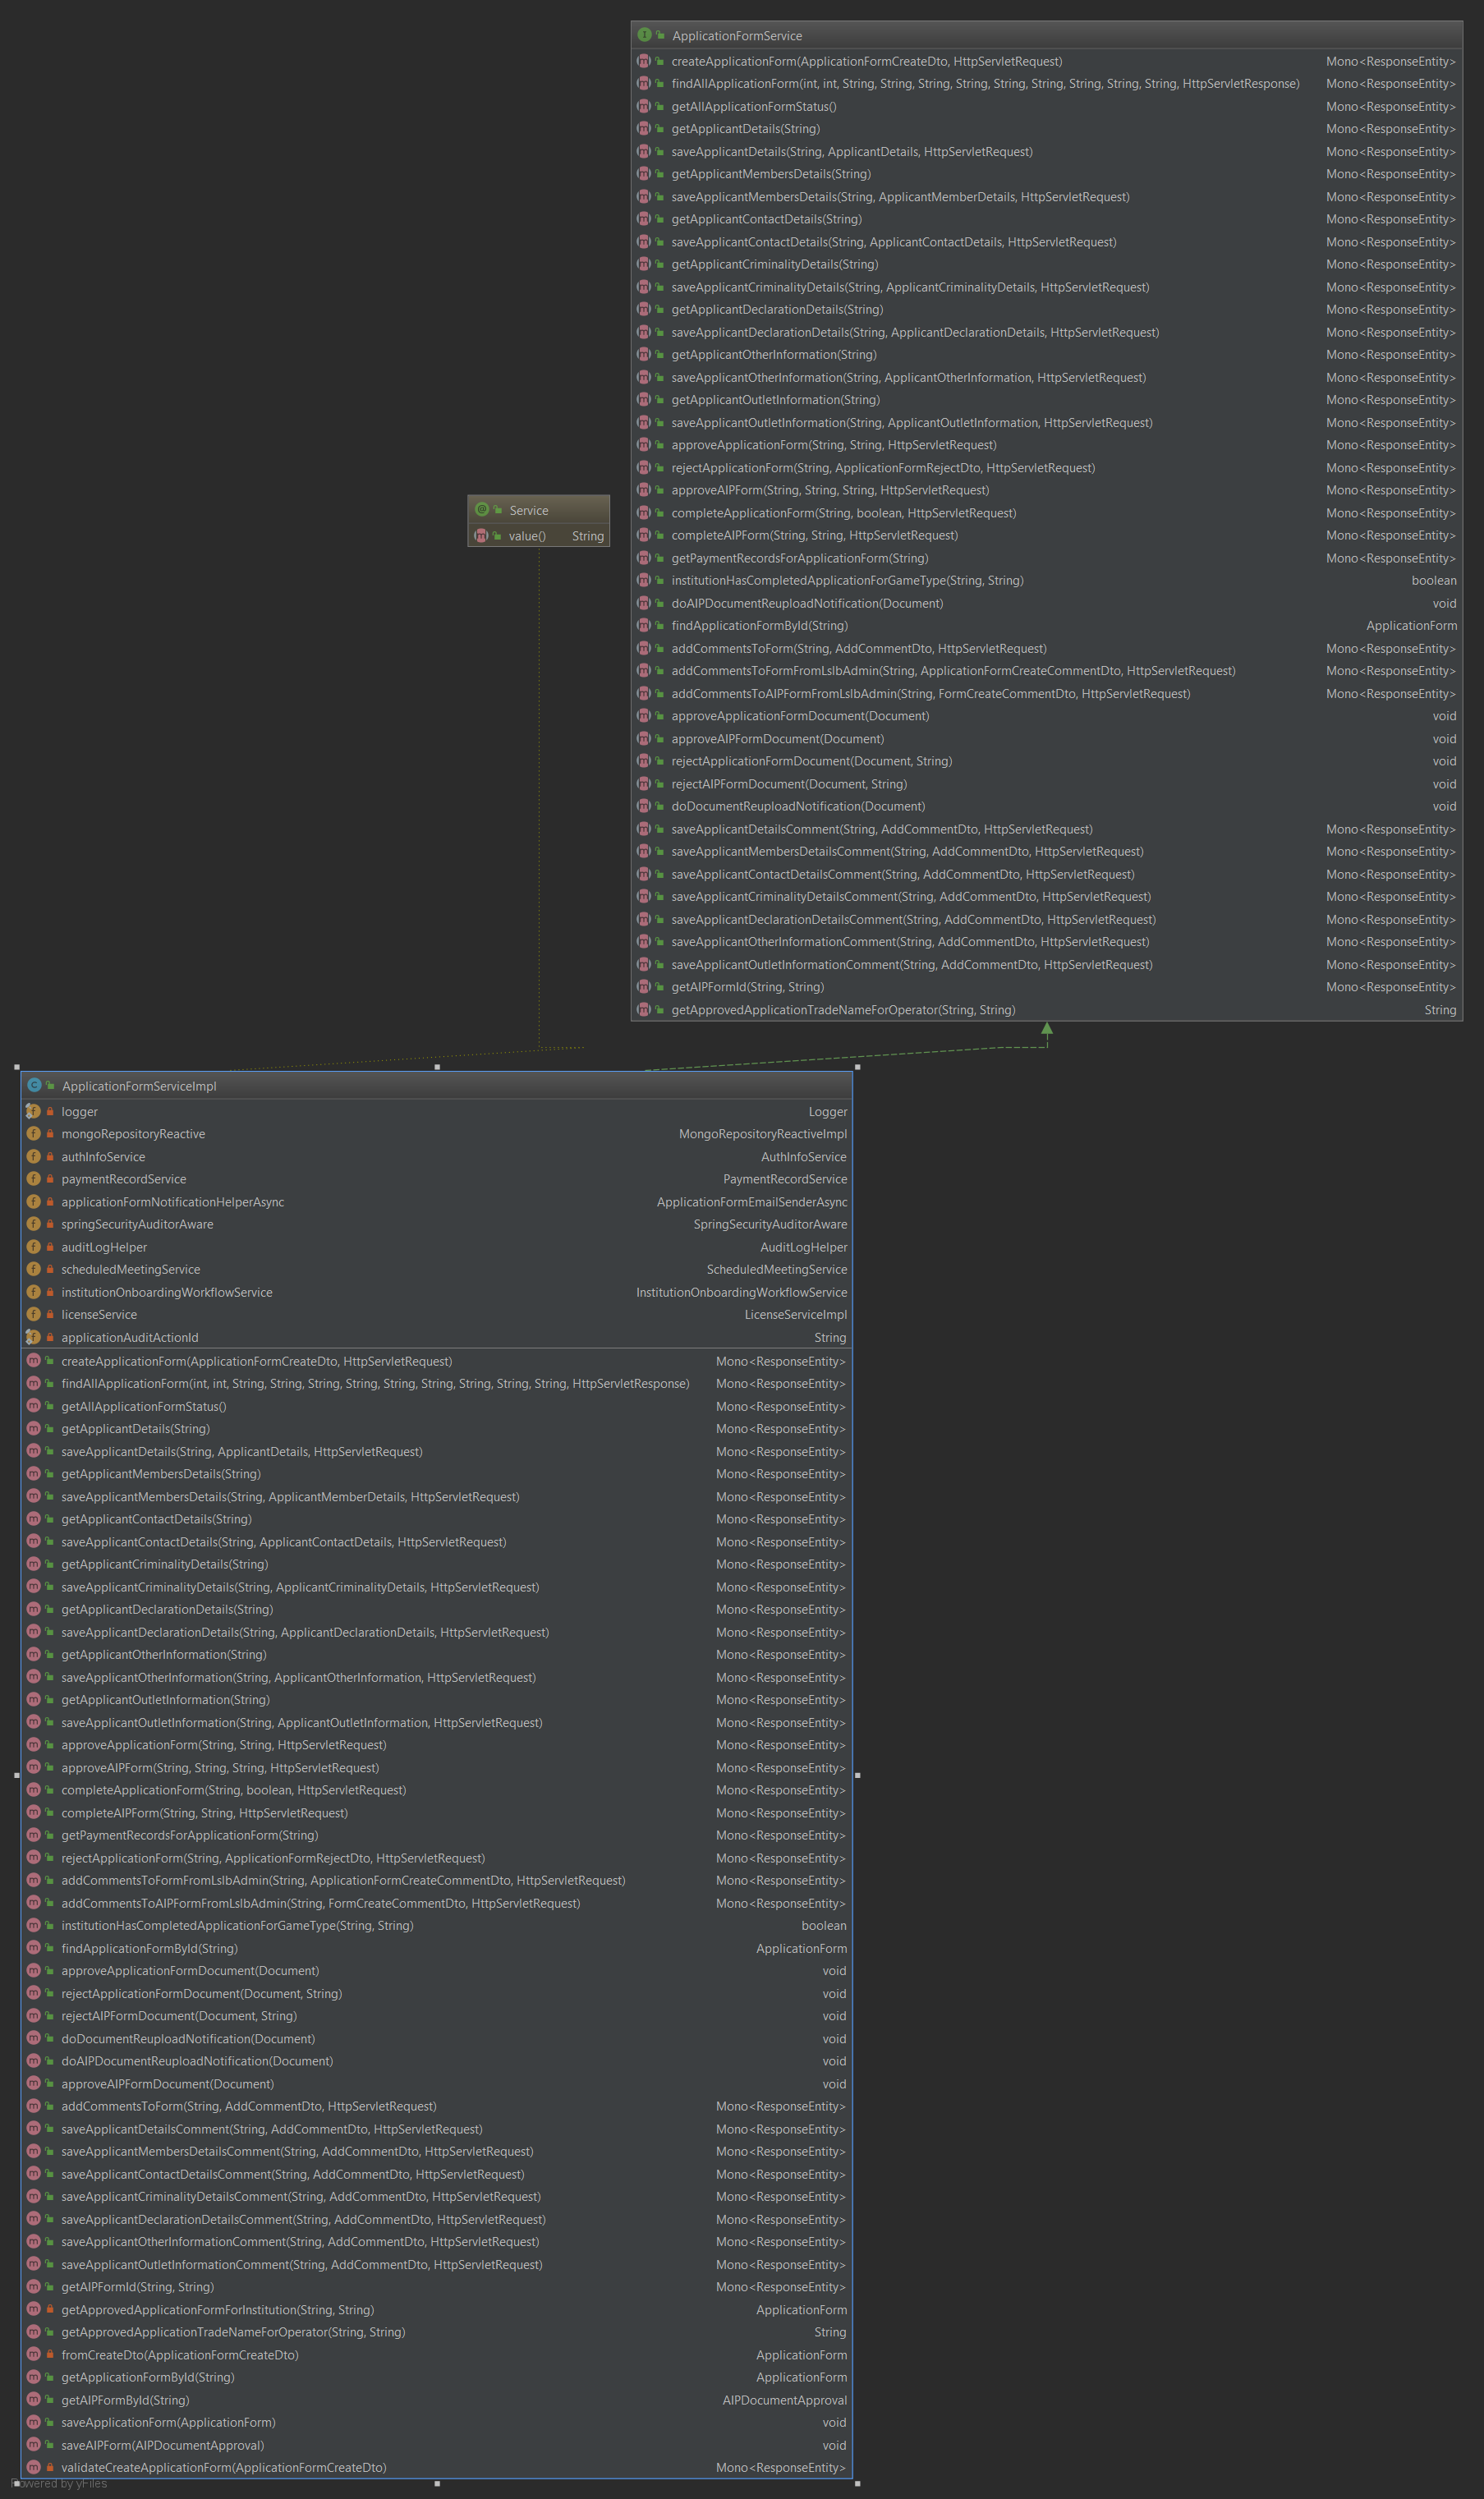 ApplicationFormService
createApplicationForm(ApplicationFormCreateDto, HttpServletRequest) Mono<ResponseEntity>
findAllApplicationForm(int, int, String, String, String, String, String, String, String, String, String, HttpServletResponse) Mono<ResponseEntity>
getAllApplicationFormStatus() Mono<ResponseEntity>
getApplicantDetails(String) Mono<ResponseEntity>
saveApplicantDetails(String, ApplicantDetails, HttpServletRequest) Mono<ResponseEntity>
getApplicantMembersDetails(String) Mono<ResponseEntity>
saveApplicantMembersDetails(String, ApplicantMemberDetails, HttpServletRequest) Mono<ResponseEntity>
getApplicantContactDetails(String) Mono<ResponseEntity>
saveApplicantContactDetails(String, ApplicantContactDetails, HttpServletRequest) Mono<ResponseEntity>
getApplicantCriminalityDetails(String) Mono<ResponseEntity>
saveApplicantCriminalityDetails(String, ApplicantCriminalityDetails, HttpServletRequest) Mono<ResponseEntity>
getApplicantDeclarationDetails(String) Mono<ResponseEntity>
saveApplicantDeclarationDetails(String, ApplicantDeclarationDetails, HttpServletRequest) Mono<ResponseEntity>
getApplicantOtherInformation(String) Mono<ResponseEntity>
saveApplicantOtherInformation(String, ApplicantOtherInformation, HttpServletRequest) Mono<ResponseEntity>
getApplicantOutletInformation(String) Mono<ResponseEntity>
saveApplicantOutletInformation(String, ApplicantOutletInformation, HttpServletRequest) Mono<ResponseEntity>
approveApplicationForm(String, String, HttpServletRequest) Mono<ResponseEntity>
rejectApplicationForm(String, ApplicationFormRejectDto, HttpServletRequest) Mono<ResponseEntity>
approveAIPForm(String, String, String, HttpServletRequest) Mono<ResponseEntity>
completeApplicationForm(String, boolean, HttpServletRequest) Mono<ResponseEntity>
completeAIPForm(String, String, HttpServletRequest) Mono<ResponseEntity>
getPaymentRecordsForApplicationForm(String) Mono<ResponseEntity>
institutionHasCompletedApplicationForGameType(String, String) boolean
doAIPDocumentReuploadNotification(Document) void
findApplicationFormById(String) ApplicationForm
addCommentsToForm(String, AddCommentDto, HttpServletRequest) Mono<ResponseEntity>
addCommentsToFormFromLslbAdmin(String, ApplicationFormCreateCommentDto, HttpServletRequest) Mono<ResponseEntity>
addCommentsToAIPFormFromLslbAdmin(String, FormCreateCommentDto, HttpServletRequest) Mono<ResponseEntity>
approveApplicationFormDocument(Document) void
approveAIPFormDocument(Document) void
rejectApplicationFormDocument(Document, String) void
rejectAIPFormDocument(Document, String) void
doDocumentReuploadNotification(Document) void
saveApplicantDetailsComment(String, AddCommentDto, HttpServletRequest) Mono<ResponseEntity>
saveApplicantMembersDetailsComment(String, AddCommentDto, HttpServletRequest) Mono<ResponseEntity>
saveApplicantContactDetailsComment(String, AddCommentDto, HttpServletRequest) Mono<ResponseEntity>
saveApplicantCriminalityDetailsComment(String, AddCommentDto, HttpServletRequest) Mono<ResponseEntity>
saveApplicantDeclarationDetailsComment(String, AddCommentDto, HttpServletRequest) Mono<ResponseEntity>
saveApplicantOtherInformationComment(String, AddCommentDto, HttpServletRequest) Mono<ResponseEntity>
saveApplicantOutletInformationComment(String, AddCommentDto, HttpServletRequest) Mono<ResponseEntity>
getAIPFormId(String, String) Mono<ResponseEntity>
getApprovedApplicationTradeNameForOperator(String, String) String
Service
value() String
ApplicationFormServiceImpl
logger Logger
mongoRepositoryReactive MongoRepositoryReactiveImpl
authInfoService AuthInfoService
paymentRecordService PaymentRecordService
applicationFormNotificationHelperAsync ApplicationFormEmailSenderAsync
springSecurityAuditorAware SpringSecurityAuditorAware
auditLogHelper AuditLogHelper
scheduledMeetingService ScheduledMeetingService
institutionOnboardingWorkflowService InstitutionOnboardingWorkflowService
licenseService LicenseServiceImpl
applicationAuditActionId String
createApplicationForm(ApplicationFormCreateDto, HttpServletRequest) Mono<ResponseEntity>
findAllApplicationForm(int, int, String, String, String, String, String, String, String, String, String, HttpServletResponse) Mono<ResponseEntity>
getAllApplicationFormStatus() Mono<ResponseEntity>
getApplicantDetails(String) Mono<ResponseEntity>
saveApplicantDetails(String, ApplicantDetails, HttpServletRequest) Mono<ResponseEntity>
getApplicantMembersDetails(String) Mono<ResponseEntity>
saveApplicantMembersDetails(String, ApplicantMemberDetails, HttpServletRequest) Mono<ResponseEntity>
getApplicantContactDetails(String) Mono<ResponseEntity>
saveApplicantContactDetails(String, ApplicantContactDetails, HttpServletRequest) Mono<ResponseEntity>
getApplicantCriminalityDetails(String) Mono<ResponseEntity>
saveApplicantCriminalityDetails(String, ApplicantCriminalityDetails, HttpServletRequest) Mono<ResponseEntity>
getApplicantDeclarationDetails(String) Mono<ResponseEntity>
saveApplicantDeclarationDetails(String, ApplicantDeclarationDetails, HttpServletRequest) Mono<ResponseEntity>
getApplicantOtherInformation(String) Mono<ResponseEntity>
saveApplicantOtherInformation(String, ApplicantOtherInformation, HttpServletRequest) Mono<ResponseEntity>
getApplicantOutletInformation(String) Mono<ResponseEntity>
saveApplicantOutletInformation(String, ApplicantOutletInformation, HttpServletRequest) Mono<ResponseEntity>
approveApplicationForm(String, String, HttpServletRequest) Mono<ResponseEntity>
approveAIPForm(String, String, String, HttpServletRequest) Mono<ResponseEntity>
completeApplicationForm(String, boolean, HttpServletRequest) Mono<ResponseEntity>
completeAIPForm(String, String, HttpServletRequest) Mono<ResponseEntity>
getPaymentRecordsForApplicationForm(String) Mono<ResponseEntity>
rejectApplicationForm(String, ApplicationFormRejectDto, HttpServletRequest) Mono<ResponseEntity>
addCommentsToFormFromLslbAdmin(String, ApplicationFormCreateCommentDto, HttpServletRequest) Mono<ResponseEntity>
addCommentsToAIPFormFromLslbAdmin(String, FormCreateCommentDto, HttpServletRequest) Mono<ResponseEntity>
institutionHasCompletedApplicationForGameType(String, String) boolean
findApplicationFormById(String) ApplicationForm
approveApplicationFormDocument(Document) void
rejectApplicationFormDocument(Document, String) void
rejectAIPFormDocument(Document, String) void
doDocumentReuploadNotification(Document) void
doAIPDocumentReuploadNotification(Document) void
approveAIPFormDocument(Document) void
addCommentsToForm(String, AddCommentDto, HttpServletRequest) Mono<ResponseEntity>
saveApplicantDetailsComment(String, AddCommentDto, HttpServletRequest) Mono<ResponseEntity>
saveApplicantMembersDetailsComment(String, AddCommentDto, HttpServletRequest) Mono<ResponseEntity>
saveApplicantContactDetailsComment(String, AddCommentDto, HttpServletRequest) Mono<ResponseEntity>
saveApplicantCriminalityDetailsComment(String, AddCommentDto, HttpServletRequest) Mono<ResponseEntity>
saveApplicantDeclarationDetailsComment(String, AddCommentDto, HttpServletRequest) Mono<ResponseEntity>
saveApplicantOtherInformationComment(String, AddCommentDto, HttpServletRequest) Mono<ResponseEntity>
saveApplicantOutletInformationComment(String, AddCommentDto, HttpServletRequest) Mono<ResponseEntity>
getAIPFormId(String, String) Mono<ResponseEntity>
getApprovedApplicationFormForInstitution(String, String) ApplicationForm
getApprovedApplicationTradeNameForOperator(String, String) String
fromCreateDto(ApplicationFormCreateDto) ApplicationForm
getApplicationFormById(String) ApplicationForm
getAIPFormById(String) AIPDocumentApproval
saveApplicationForm(ApplicationForm) void
saveAIPForm(AIPDocumentApproval) void
validateCreateApplicationForm(ApplicationFormCreateDto) Mono<ResponseEntity>
Powered by yFiles